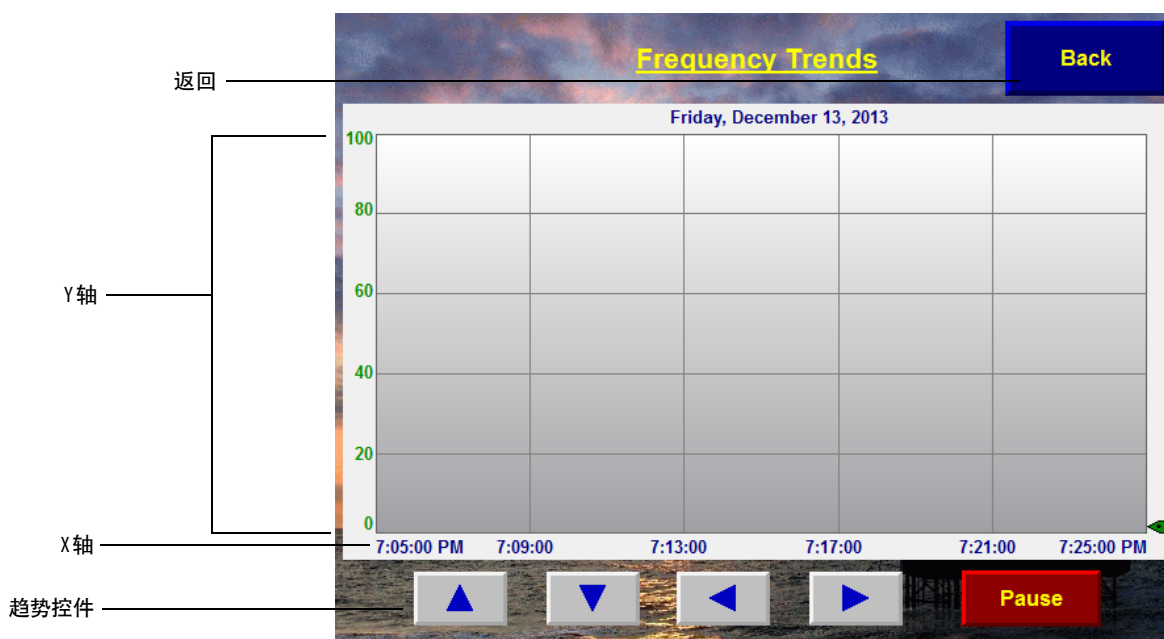 Frequency Trends
Back
返回
Friday, December 13, 2013
100
80
Y轴
60
40
20
0
X轴
7:05:00 PM 7:09:00 7:13:00 7:17:00 7:21:00 7:25:00 PM
趋势控件
Pause